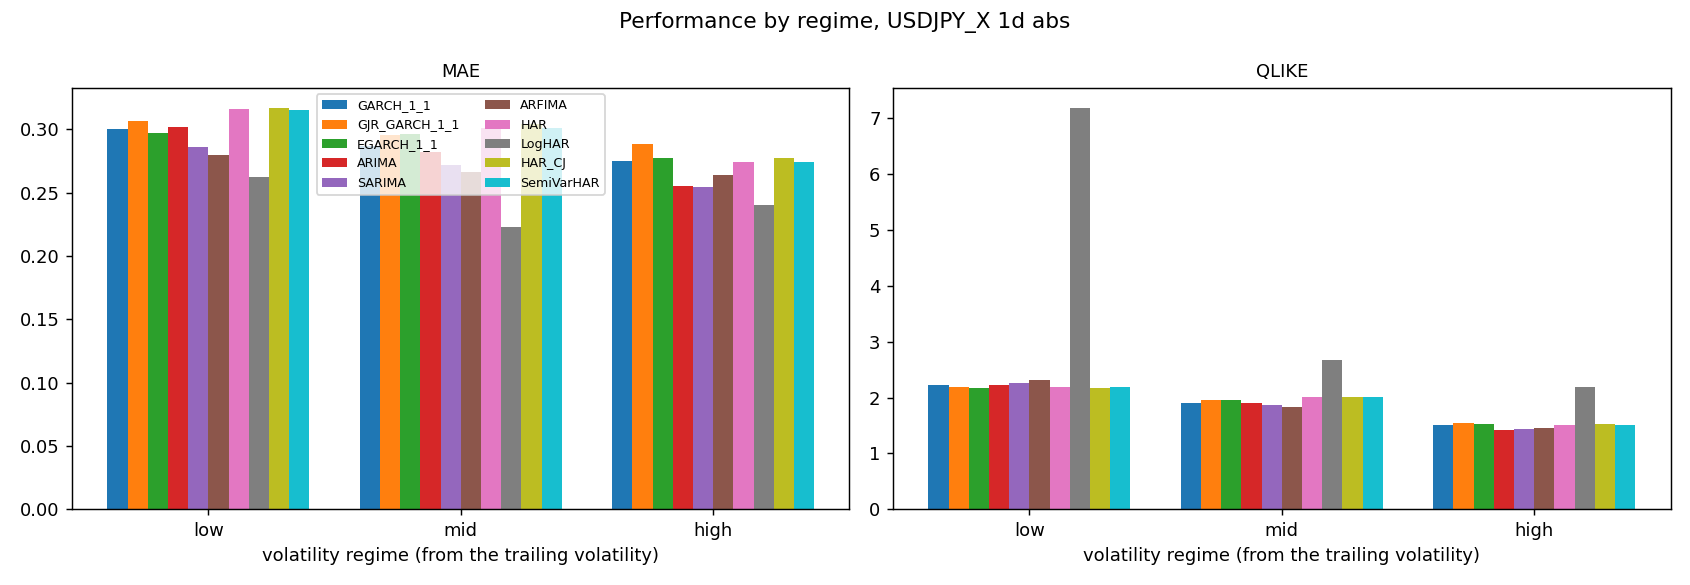 Performance by regime, USDJPY_X 1d abs
MAE
0.30
0.25
0.20
0.15
0.10
0.05
0.00
GARCH_1_1
GJR_GARCH_1_1
EGARCH_1_1
ARIMA
SARIMA
ARFIMA
HAR
LogHAR
HAR_CJ
SemiVarHAR
low
mid
high
volatility regime (from the trailing volatility)
QLIKE
7
6
5
4
3
2
1
0
low
mid
high
volatility regime (from the trailing volatility)